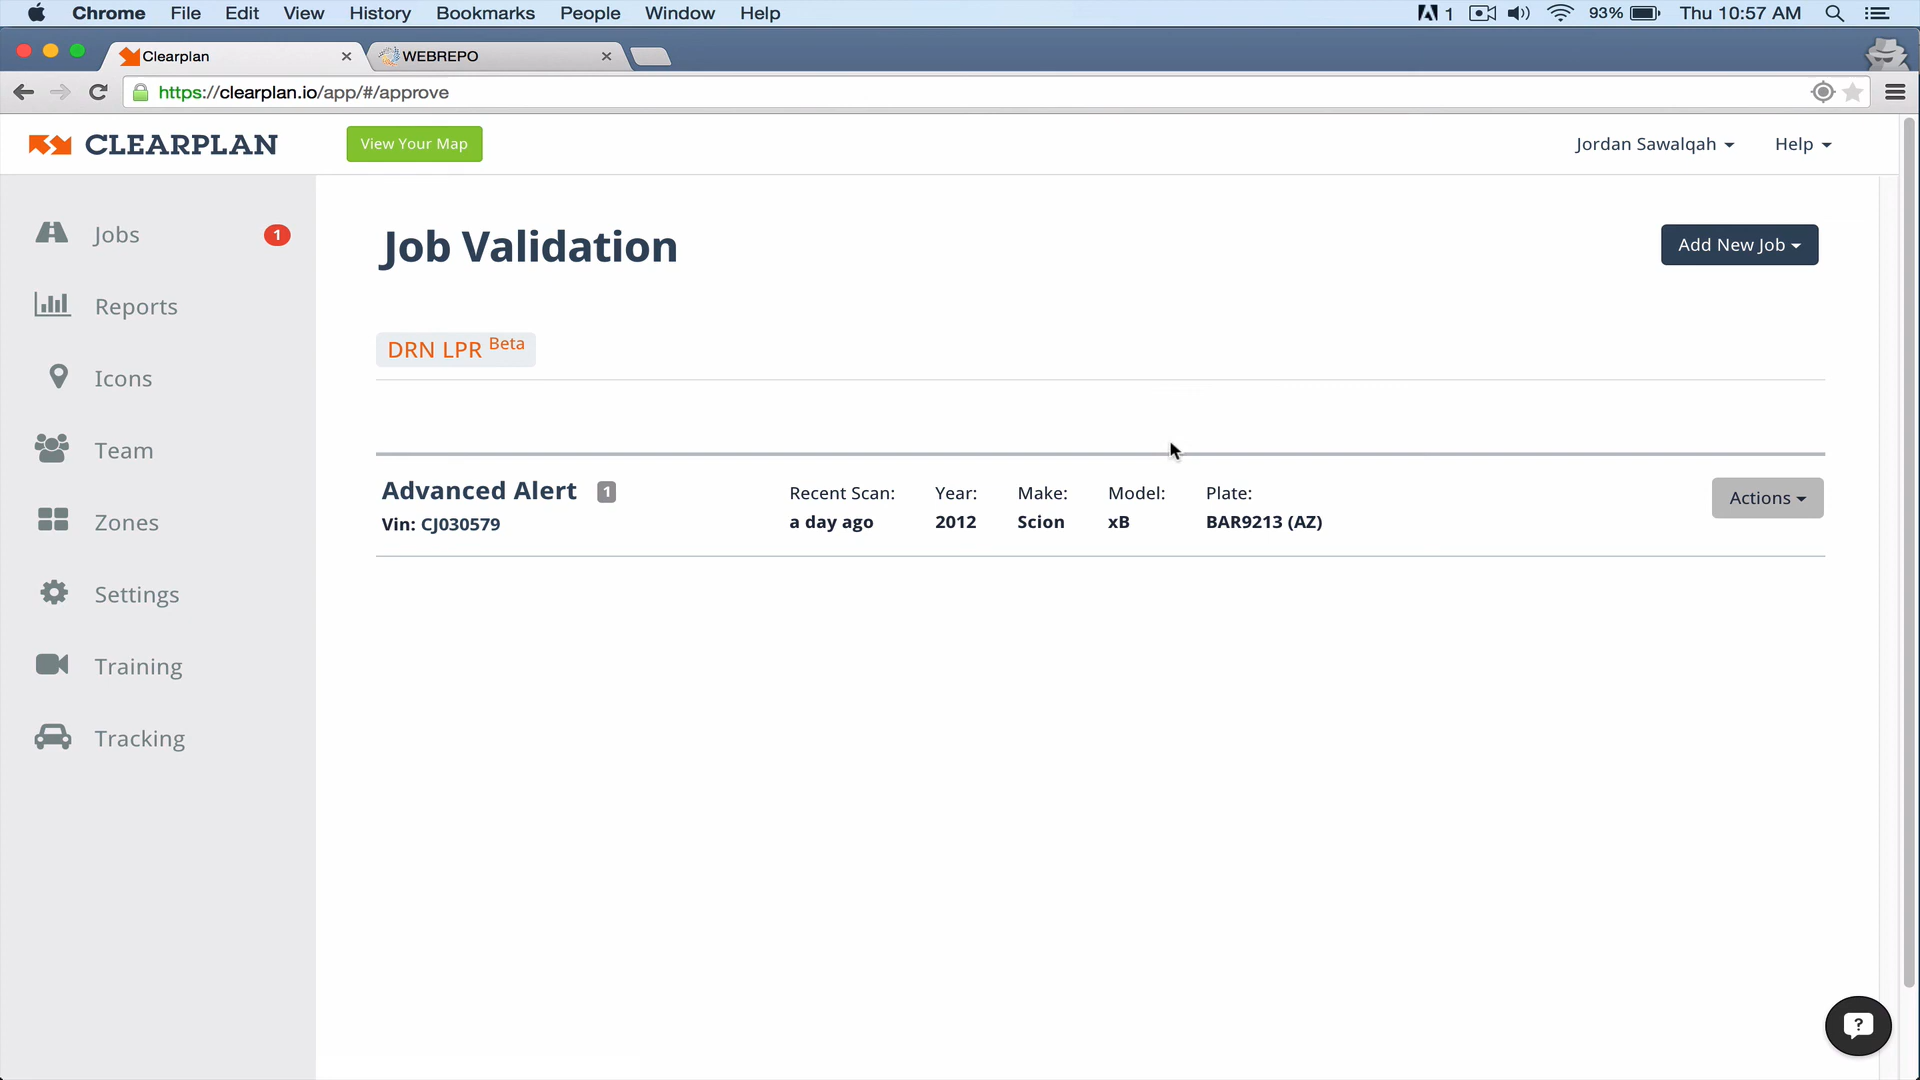 Chrome File Edit View History Bookmarks People Window Help 1 93% Thu 10:57 AM
Clearplan WEBREPO
https://clearplan.io/app/#/approve
CLEARPLAN View Your Map Jordan Sawalqah Help
Jobs 1
Reports
Icons
Team
Zones
Settings
Training
Tracking
Job Validation Add New Job
DRN LPR Beta
Advanced Alert 1 Recent Scan: Year: Make: Model: Plate: Actions
Vin: CJ030579 a day ago 2012 Scion xB BAR9213 (AZ)